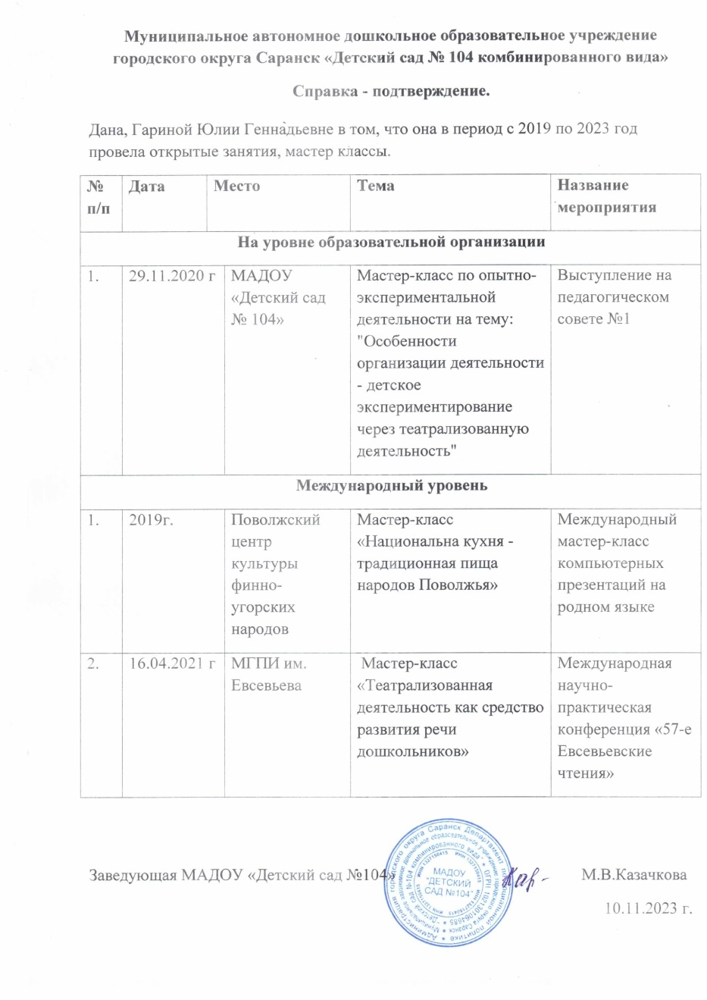 Муниципальное автономное дошкольное образовательное учреждение
городского округа Саранск «Детский сад № 104 комбинированного вида»
Справка - подтверждение.
Дана, Гариной Юлии Геннадьевне в том, что она в период с 2019 по 2023 год
провела открытые занятия, мастер классы.
№
п/п
Дата
Место
Тема
Название
мероприятия
На уровне образовательной организации
1.
29.11.2020 г
МАДОУ
«Детский сад
№ 104»
Мастер-класс по опытно-
экспериментальной
деятельности на тему:
"Особенности
организации деятельности
- детское
экспериментирование
через театрализованную
деятельность"
Выступление на
педагогическом
совете №1
Международный уровень
1.
2019г.
Поволжский
центр
культуры
финно-
угорских
народов
Мастер-класс
«Национальна кухня -
традиционная пища
народов Поволжья»
Международный
мастер-класс
компьютерных
презентаций на
родном языке
2.
16.04.2021 г
МГПИ им.
Евсевьева
Мастер-класс
«Театрализованная
деятельность как средство
развития речи
дошкольников»
Международная
научно-
практическая
конференция «57-е
Евсевьевские
чтения»
Заведующая МАДОУ «Детский сад №104»
МАДОУ
"ДЕТСКИЙ
САД №104"
М.В.Казачкова
10.11.2023 г.